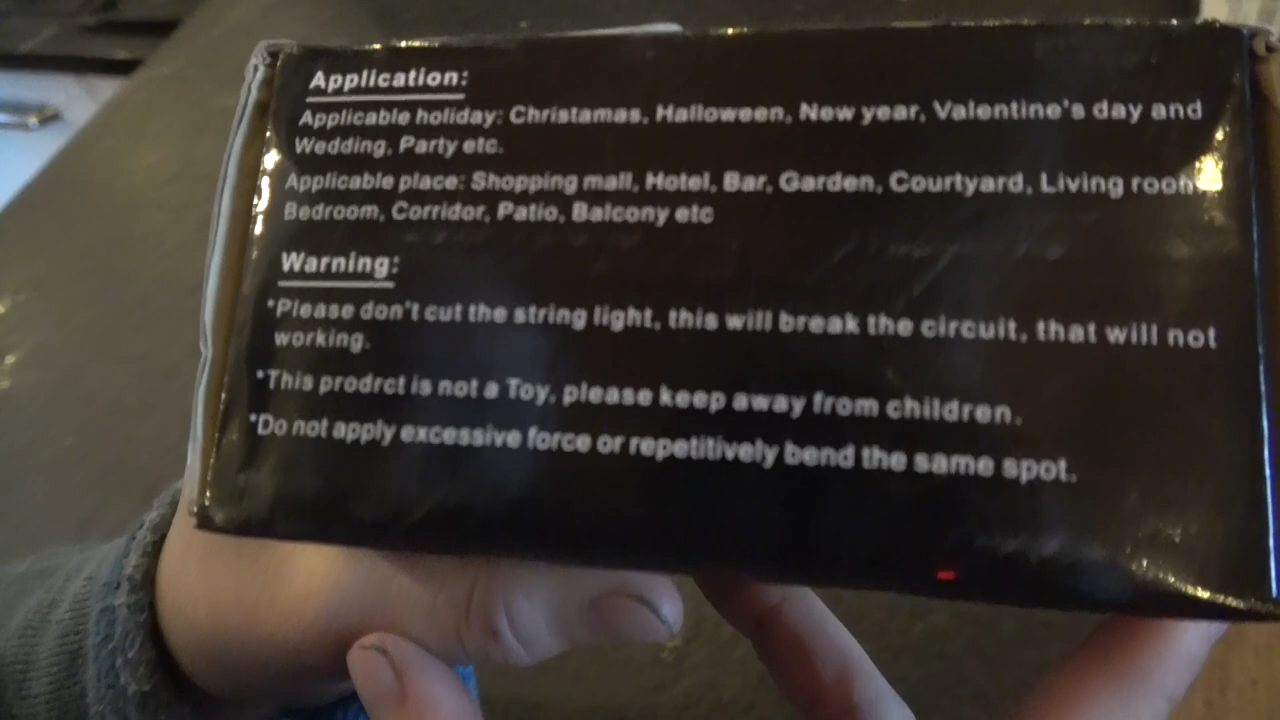 Application:
Applicable holiday: Christamas, Halloween, New year, Valentine's day and
Wedding, Party etc.
Applicable place: Shopping mall, Hotel, Bar, Garden, Courtyard, Living room
Bedroom, Corridor, Patio, Balcony etc
Warning:
*Please don't cut the string light, this will break the circuit, that will not
working.
*This prodrct is not a Toy, please keep away from children.
*Do not apply excessive force or repetitively bend the same spot.